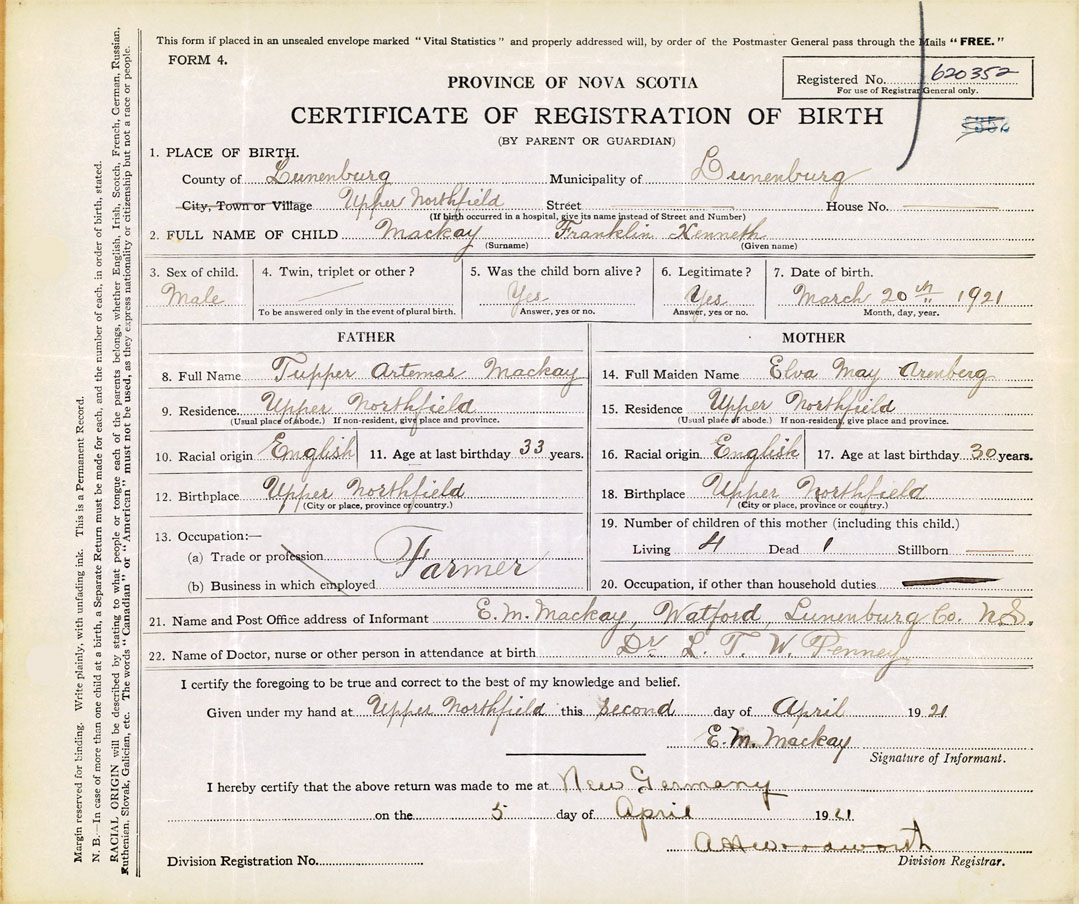 This form if placed in an unsealed envelope marked "Vital Statistics" and properly addressed will, by order of the Postmaster General pass through the Mails "FREE."
FORM 4.
Registered No. 620352
For use of Registrar General only.
PROVINCE OF NOVA SCOTIA
CERTIFICATE OF REGISTRATION OF BIRTH
(BY PARENT OR GUARDIAN)
1. PLACE OF BIRTH.
County of Lunenburg Municipality of Lunenburg
City, Town or Village Upper Northfield Street House No.
(If birth occurred in a hospital, give its name instead of Street and Number)
2. FULL NAME OF CHILD Mackay Franklin Kenneth
(Surname) (Given name)
3. Sex of child. 4. Twin, triplet or other? 5. Was the child born alive? 6. Legitimate? 7. Date of birth.
Male Yes Yes March 20th 1921
To be answered only in the event of plural birth. Answer, yes or no. Answer, yes or no. Month, day, year.
FATHER MOTHER
8. Full Name Tupper Artemas Mackay 14. Full Maiden Name Elva May Arenberg
9. Residence. Upper Northfield 15. Residence Upper Northfield
(Usual place of abode.) If non-resident, give place and province. (Usual place of abode.) If non-resident, give place and province.
10. Racial origin English 11. Age at last birthday 33 years. 16. Racial origin English 17. Age at last birthday 30 years.
12. Birthplace Upper Northfield 18. Birthplace Upper Northfield
(City or place, province or country.) (City or place, province or country.)
13. Occupation:— 19. Number of children of this mother (including this child.)
(a) Trade or profession Living 4 Dead 1 Stillborn
Farmer
(b) Business in which employed 20. Occupation, if other than household duties
21. Name and Post Office address of Informant E. M. Mackay, Watford, Lunenburg Co. N.S.
22. Name of Doctor, nurse or other person in attendance at birth Dr L. T. W. Penney
I certify the foregoing to be true and correct to the best of my knowledge and belief.
Given under my hand at Upper Northfield this second day of April 1921
E. M. Mackay
Signature of Informant.
I hereby certify that the above return was made to me at New Germany
on the 5 day of April 1921
A H Woodworth
Division Registration No. Division Registrar.
Margin reserved for binding. Write plainly, with unfading ink. This is a Permanent Record.
N. B.—In case of more than one child at a birth, a Separate Return must be made for each, and the number of each, in order of birth, stated.
RACIAL ORIGIN will be described by stating to what people or tongue each of the parents belongs, whether English, Irish, Scotch, French, German, Russian,
Ruthenian, Slovak, Galician, etc. The words "Canadian" or "American" must not be used, as they express nationality or citizenship but not a race or people.